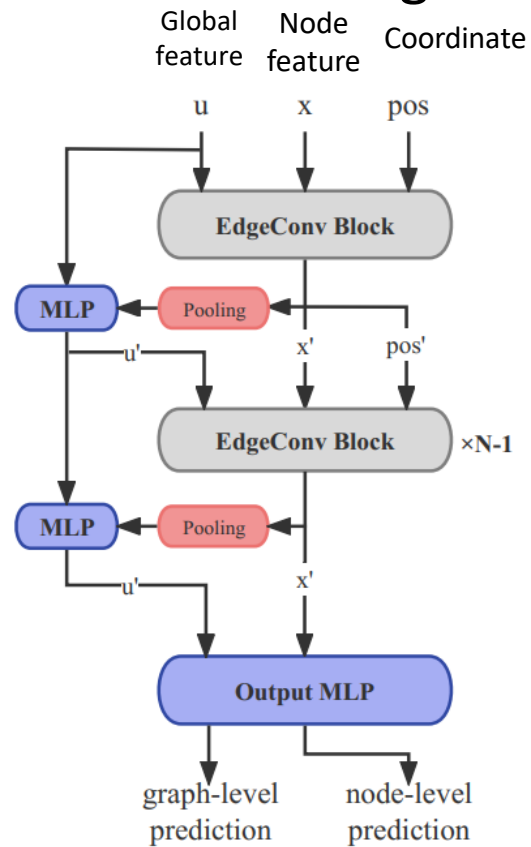 Global
feature
Node
feature
Coordinate
u
x
pos
EdgeConv Block
MLP
Pooling
u'
x'
pos'
EdgeConv Block
×N-1
MLP
Pooling
u'
x'
Output MLP
graph-level
prediction
node-level
prediction